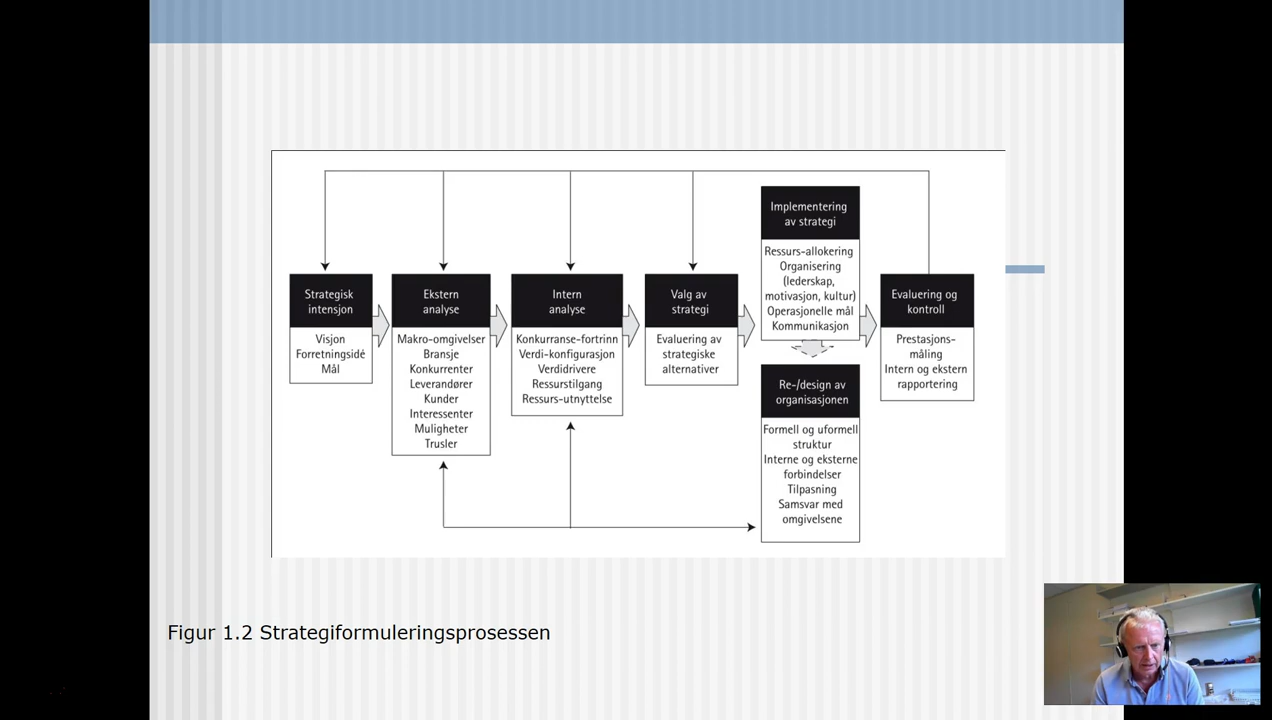 Strategisk
intensjon
Visjon
Forretningsidé
Mål
Ekstern
analyse
Makro-omgivelser
Bransje
Konkurrenter
Leverandører
Kunder
Interessenter
Muligheter
Trusler
Intern
analyse
Konkurranse-fortrinn
Verdi-konfigurasjon
Verdidrivere
Ressurstilgang
Ressurs-utnyttelse
Valg av
strategi
Evaluering av
strategiske
alternativer
Implementering
av strategi
Ressurs-allokering
Organisering
(lederskap,
motivasjon, kultur)
Operasjonelle mål
Kommunikasjon
Re-/design av
organisasjonen
Formell og uformell
struktur
Interne og eksterne
forbindelser
Tilpasning
Samsvar med
omgivelsene
Evaluering og
kontroll
Prestasjons-
måling
Intern og ekstern
rapportering
Figur 1.2 Strategiformuleringsprosessen